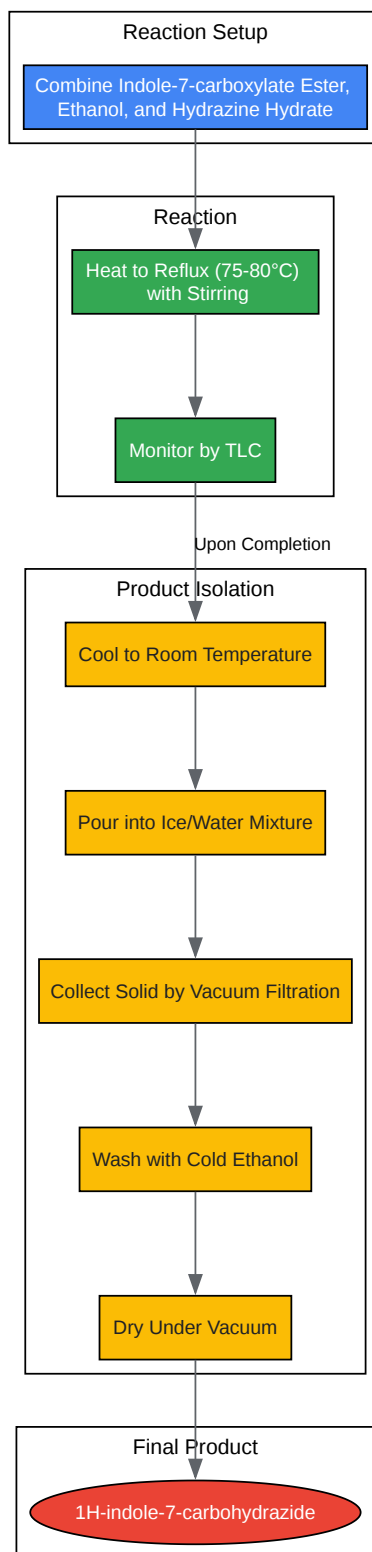 Reaction Setup
Combine Indole-7-carboxylate Ester,
Ethanol, and Hydrazine Hydrate
Reaction
Heat to Reflux (75-80°C)
with Stirring
Monitor by TLC
Upon Completion
Product Isolation
Cool to Room Temperature
Pour into Ice/Water Mixture
Collect Solid by Vacuum Filtration
Wash with Cold Ethanol
Dry Under Vacuum
Final Product
1H-indole-7-carbohydrazide